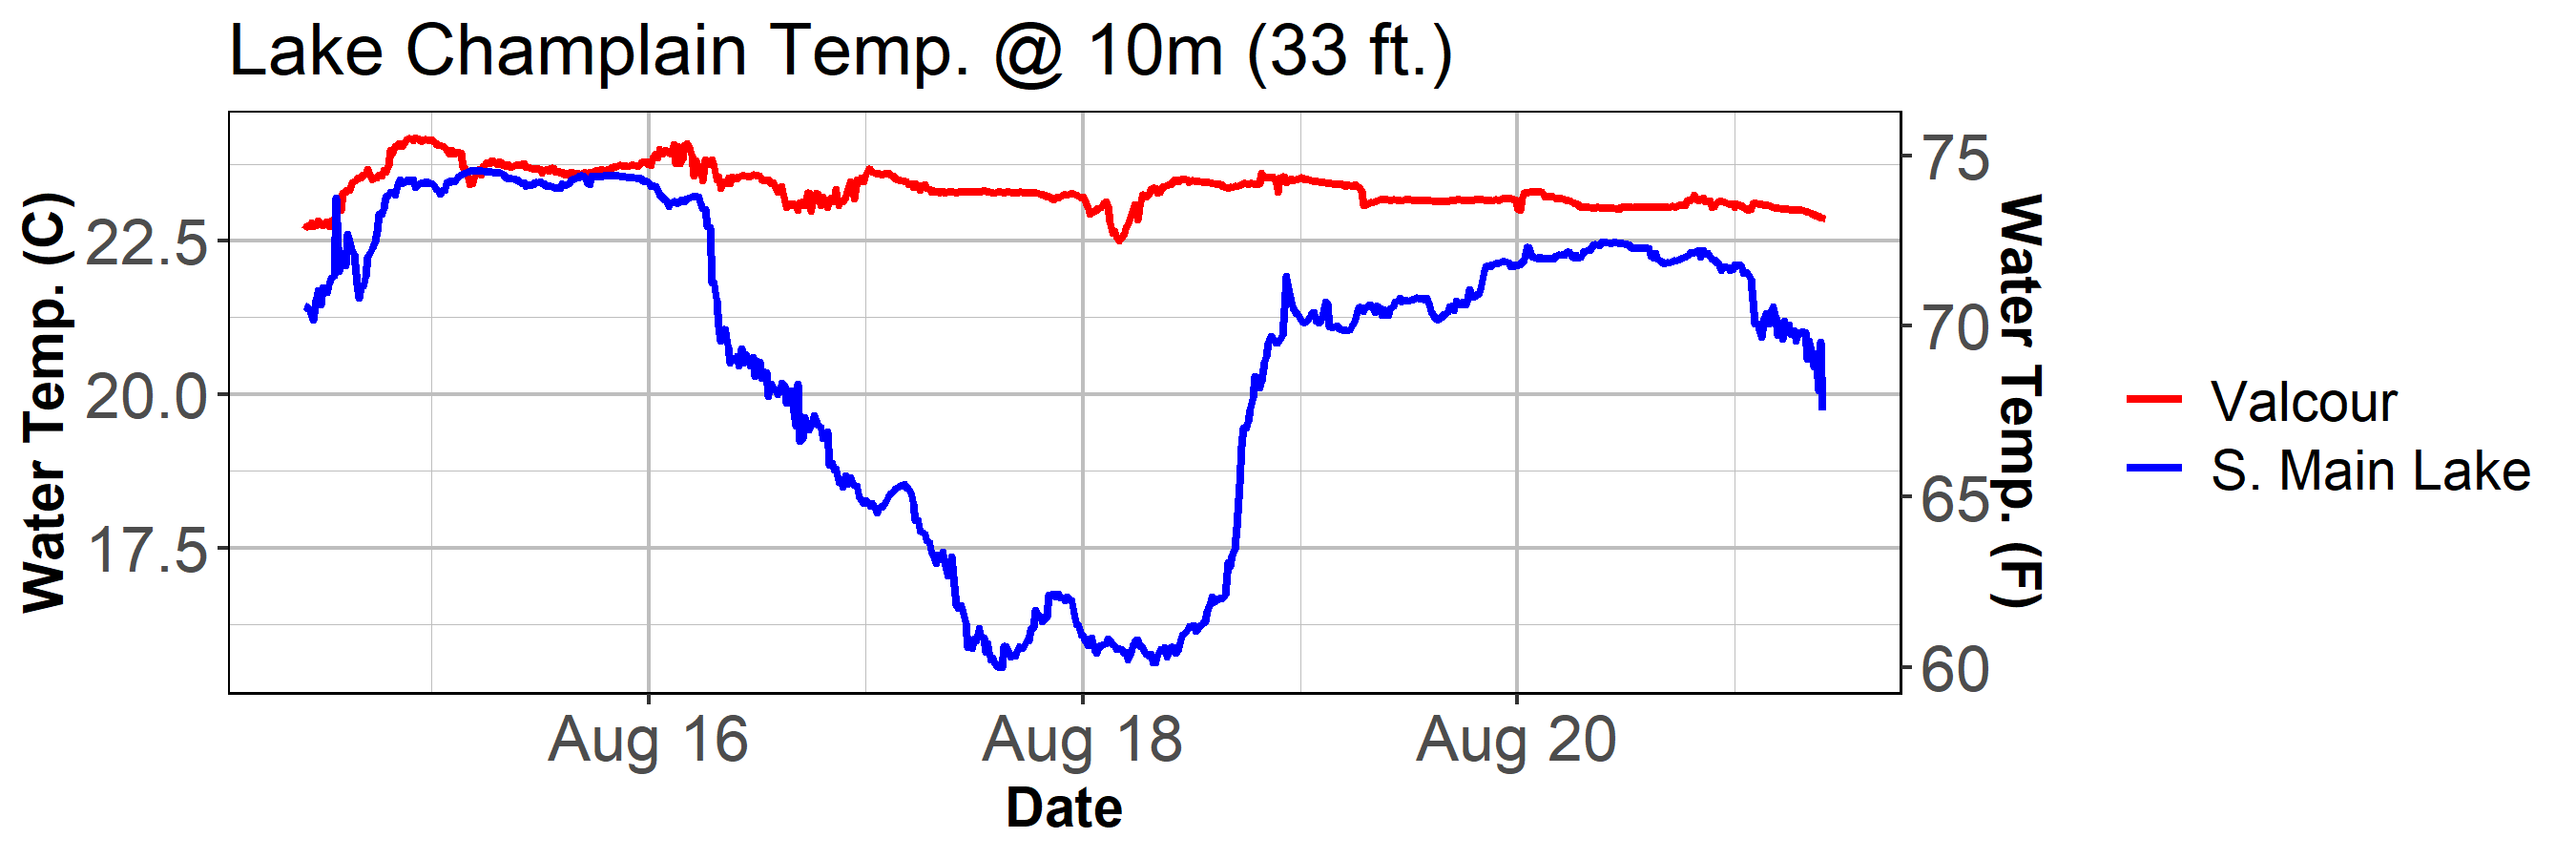 Lake Champlain Temp. @ 10m (33 ft.)
Water Temp. (C)
22.5
20.0
17.5
75
70
65
60
Water Temp. (F)
Aug 16
Aug 18
Aug 20
Date
Valcour
S. Main Lake